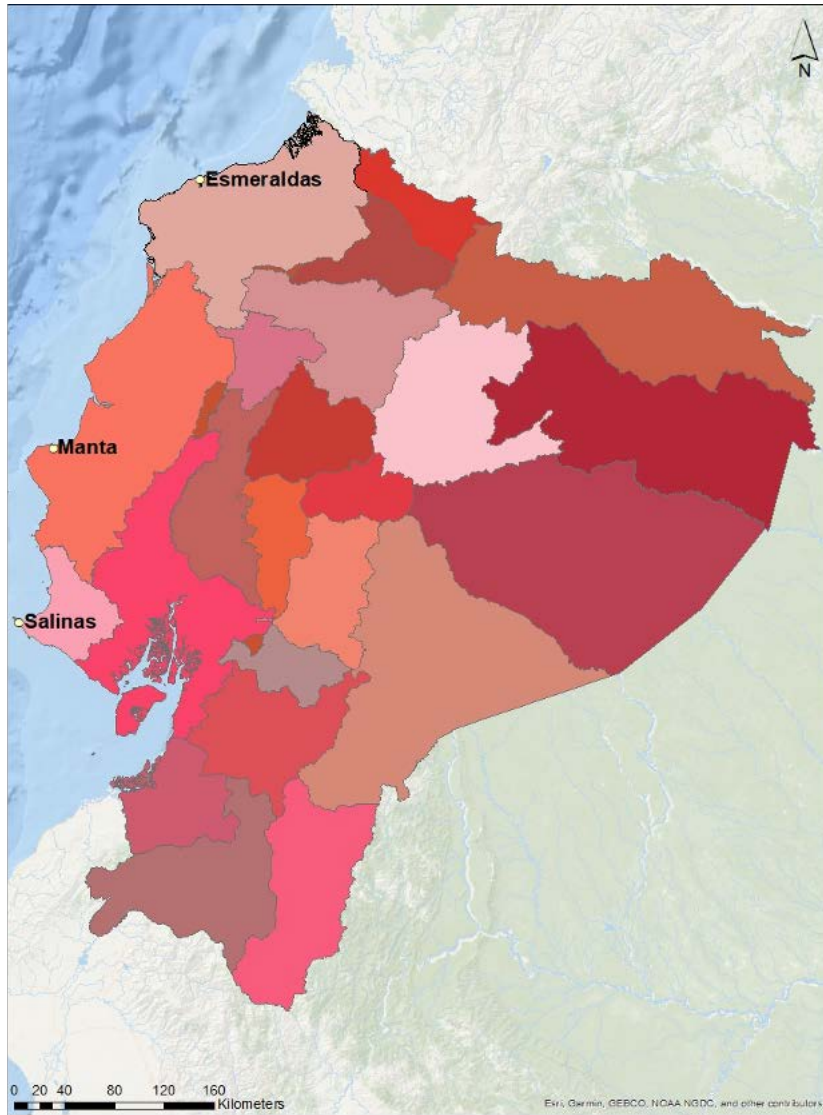 N
Esmeraldas
Manta
Salinas
0 20 40 80 120 160
Kilometers
Esri, Garmin, GEBCO, NOAA NGDC, and other contributors